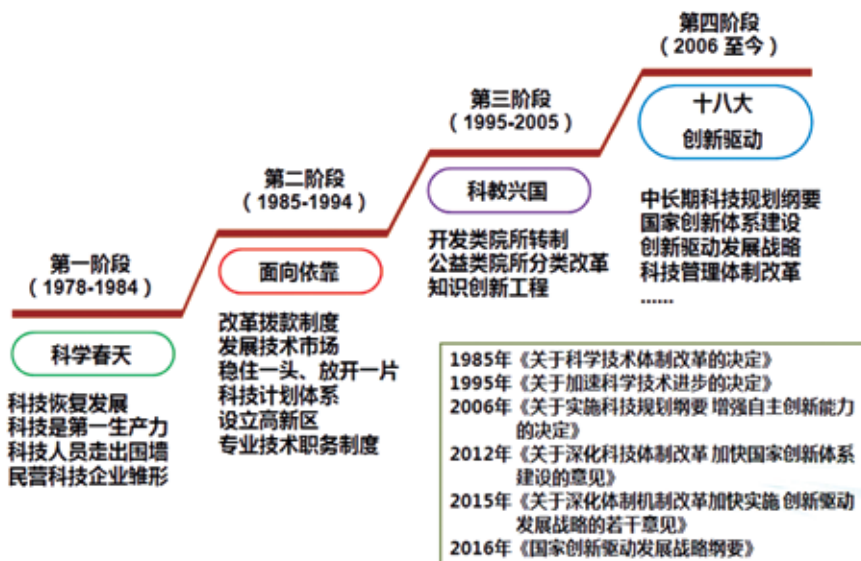 第一阶段
（1978-1984）
科学春天
科技恢复发展
科技是第一生产力
科技人员走出围墙
民营科技企业雏形
第二阶段
（1985-1994）
面向依靠
改革拨款制度
发展技术市场
稳住一头、放开一片
科技计划体系
设立高新区
专业技术职务制度
第三阶段
（1995-2005）
科教兴国
开发类院所转制
公益类院所分类改革
知识创新工程
第四阶段
（2006 至今）
十八大
创新驱动
中长期科技规划纲要
国家创新体系建设
创新驱动发展战略
科技管理体制改革
……
1985年《关于科学技术体制改革的决定》
1995年《关于加速科学技术进步的决定》
2006年《关于实施科技规划纲要 增强自主创新能力
的决定》
2012年《关于深化科技体制改革 加快国家创新体系
建设的意见》
2015年《关于深化体制机制改革加快实施 创新驱动
发展战略的若干意见》
2016年《国家创新驱动发展战略纲要》